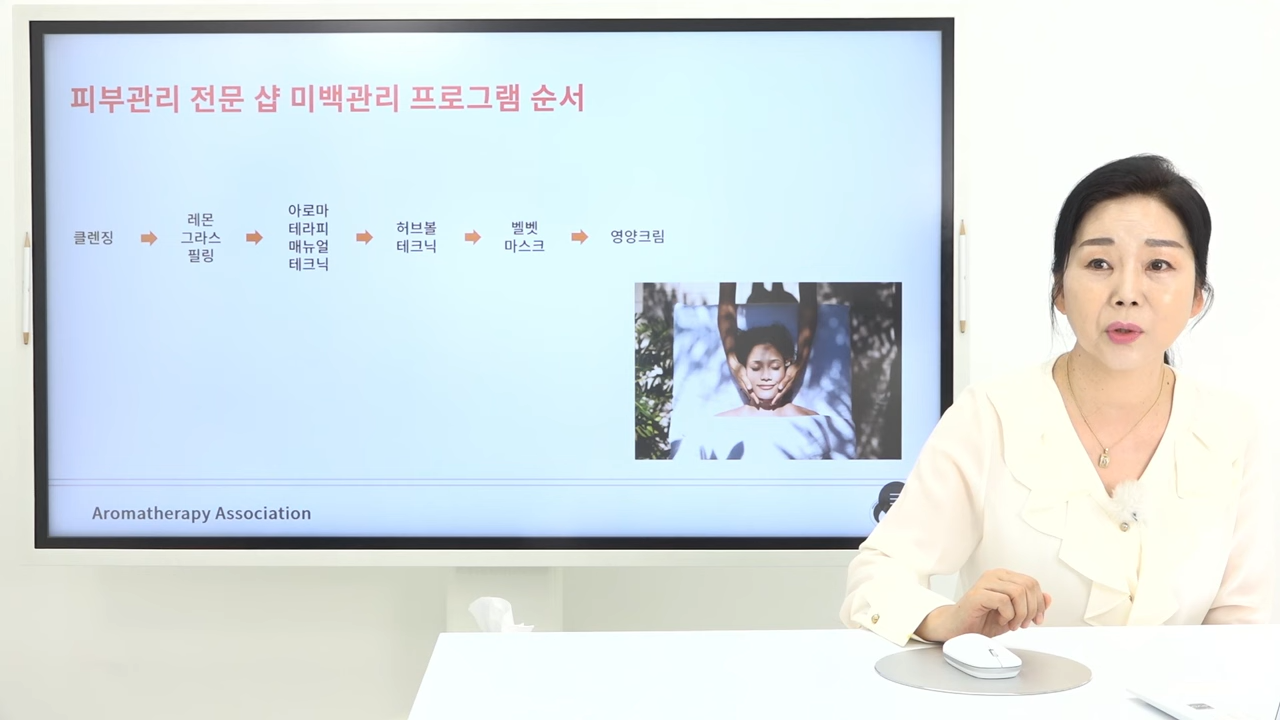 피부관리 전문 샵 미백관리 프로그램 순서
클렌징
레몬
그라스
필링
아로마
테라피
매뉴얼
테크닉
허브볼
테크닉
벨벳
마스크
영양크림
Aromatherapy Association